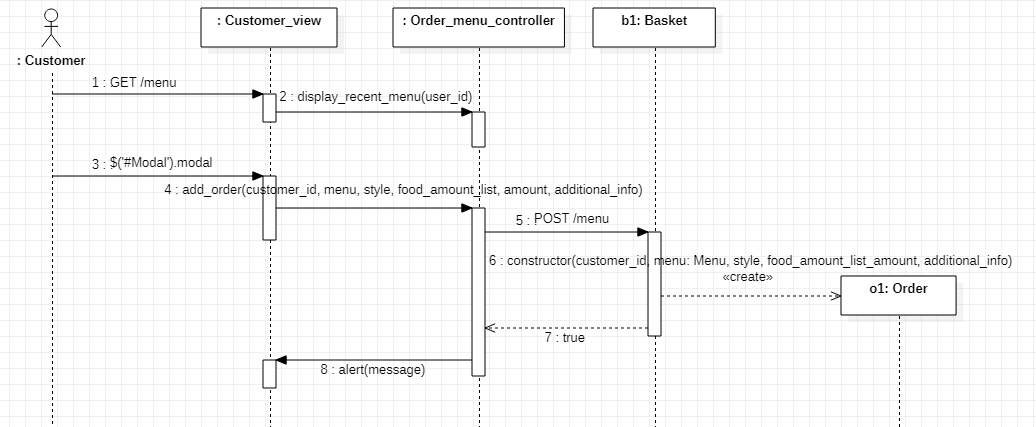 : Customer_view
: Order_menu_controller
b1: Basket
: Customer
1 : GET /menu
2 : display_recent_menu(user_id)
3 : $('#Modal').modal
4 : add_order(customer_id, menu, style, food_amount_list, amount, additional_info)
5 : POST /menu
6 : constructor(customer_id, menu: Menu, style, food_amount_list_amount, additional_info)
«create»
o1: Order
7 : true
8 : alert(message)